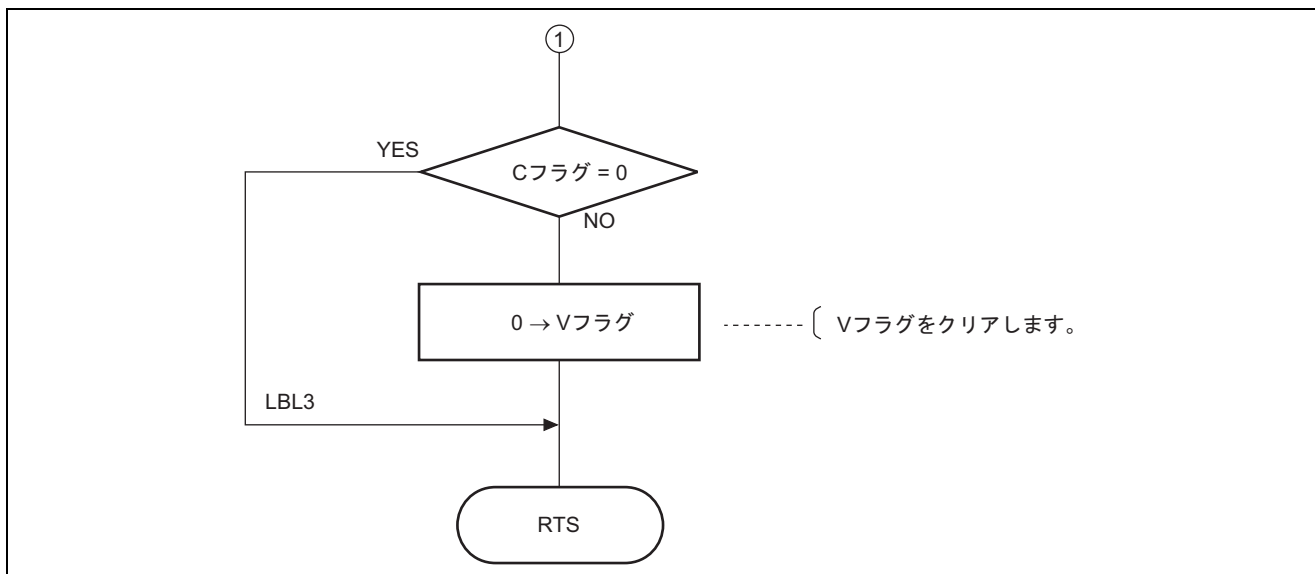 1
YES
Cフラグ = 0
NO
0 → Vフラグ
Vフラグをクリアします。
LBL3
RTS